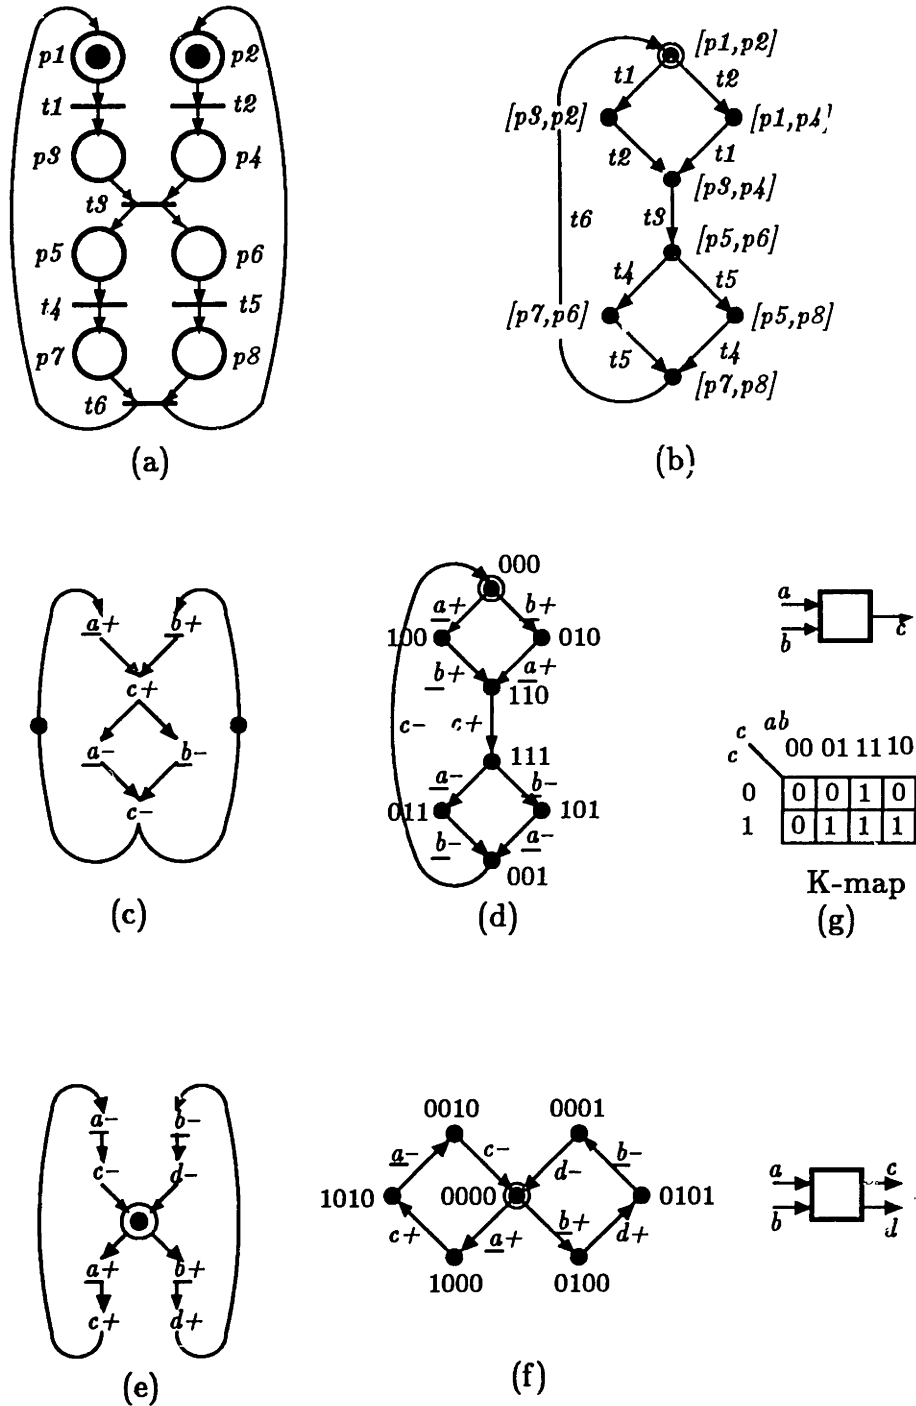 p1 p2
t1 t2
p3 p4
t3
p5 p6
t4 t5
p7 p8
t6
(a)
[p1,p2]
t1 t2
[p3,p2] [p1,p4]
t2 t1
[p3,p4]
t6 t3
[p5,p6]
t4 t5
[p7,p6] [p5,p8]
t5 t4
[p7,p8]
(b)
a+ b+
c+
a- b-
c-
(c)
000
a+ b+
100 010
b+ a+
110
c- c+
111
a- b-
011 101
b- a-
001
(d)
a
b c
c ab
c 00 01 11 10
0 0 0 1 0
1 0 1 1 1
K-map
(g)
a- b-
c- d-
a+ b+
c+ d+
(e)
0010 0001
a- c- d- b-
1010 0000 0101
c+ a+ b+ d+
1000 0100
(f)
a c
b d